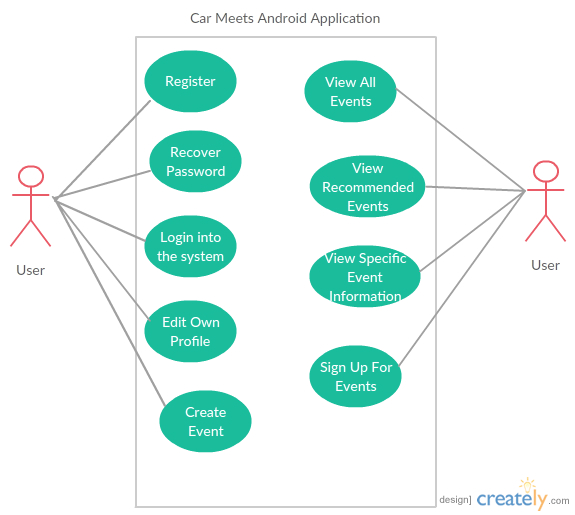 Car Meets Android Application
Register
Recover
Password
Login into
the system
Edit Own
Profile
Create
Event
View All
Events
View
Recommended
Events
View Specific
Event
Information
Sign Up For
Events
User
User
design]
creately.com